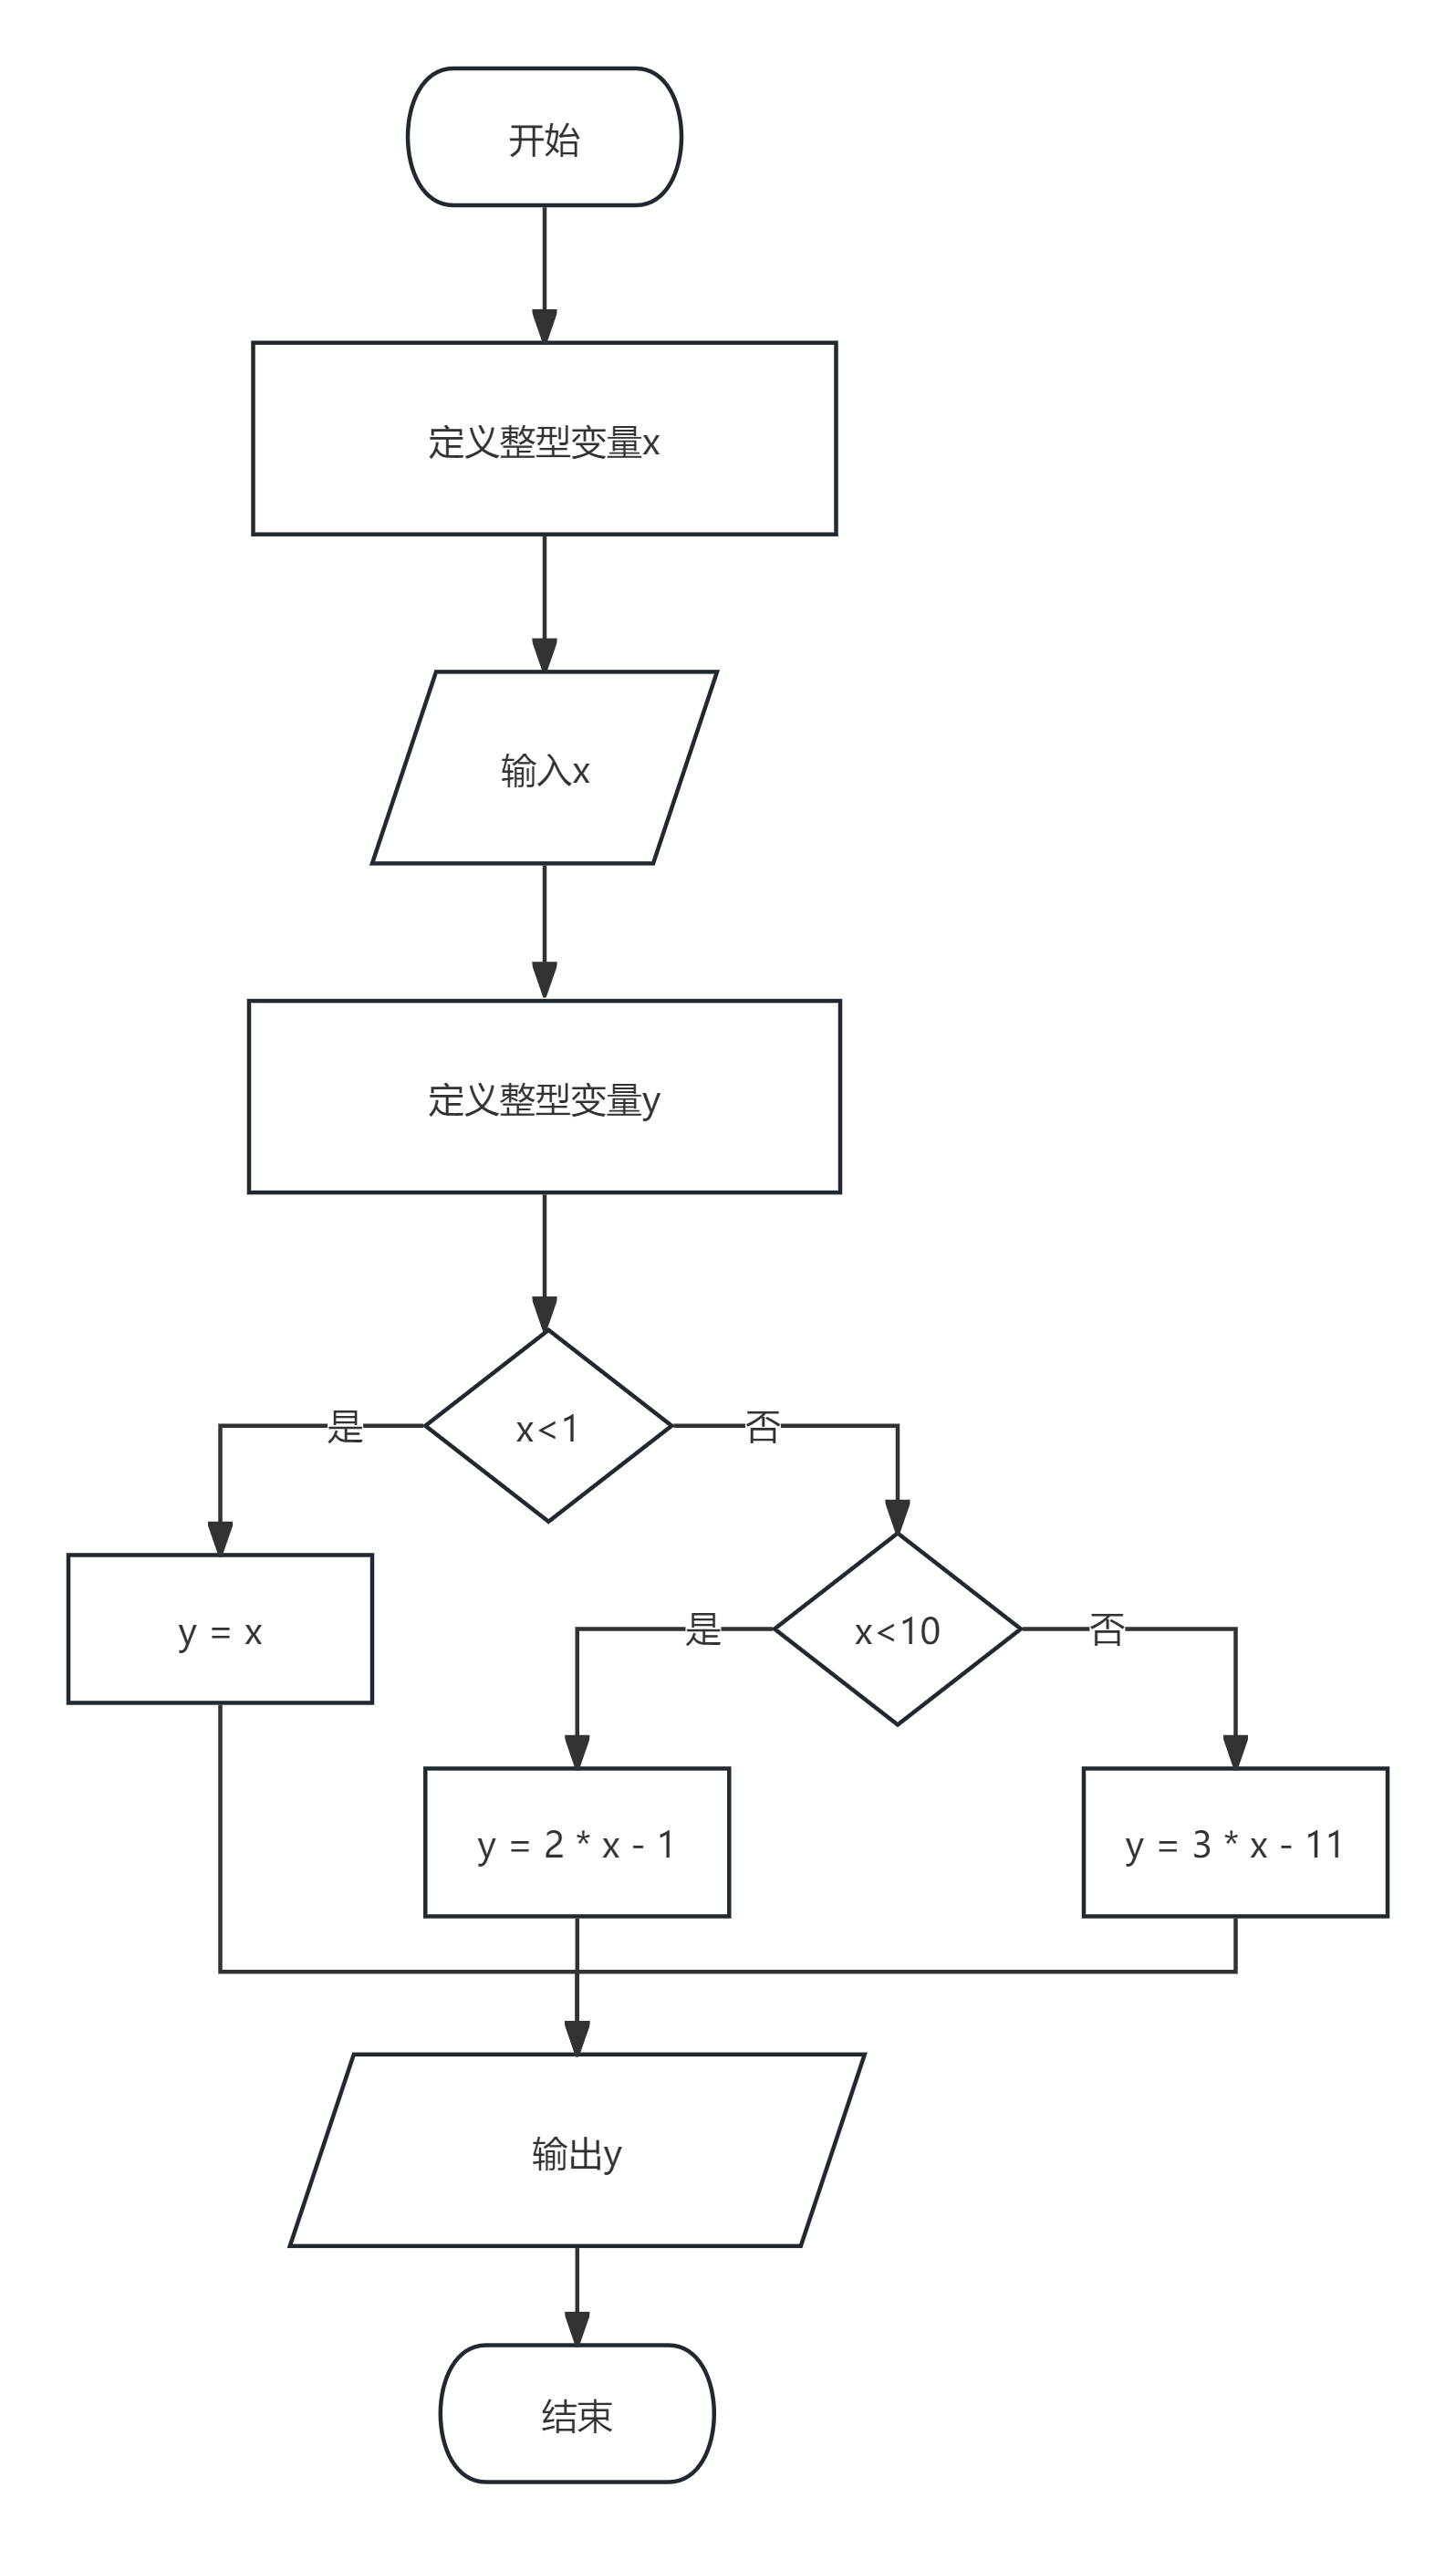 开始
定义整型变量x
输入x
定义整型变量y
x<1
是
否
y = x
x<10
是
否
y = 2 * x - 1
y = 3 * x - 11
输出y
结束